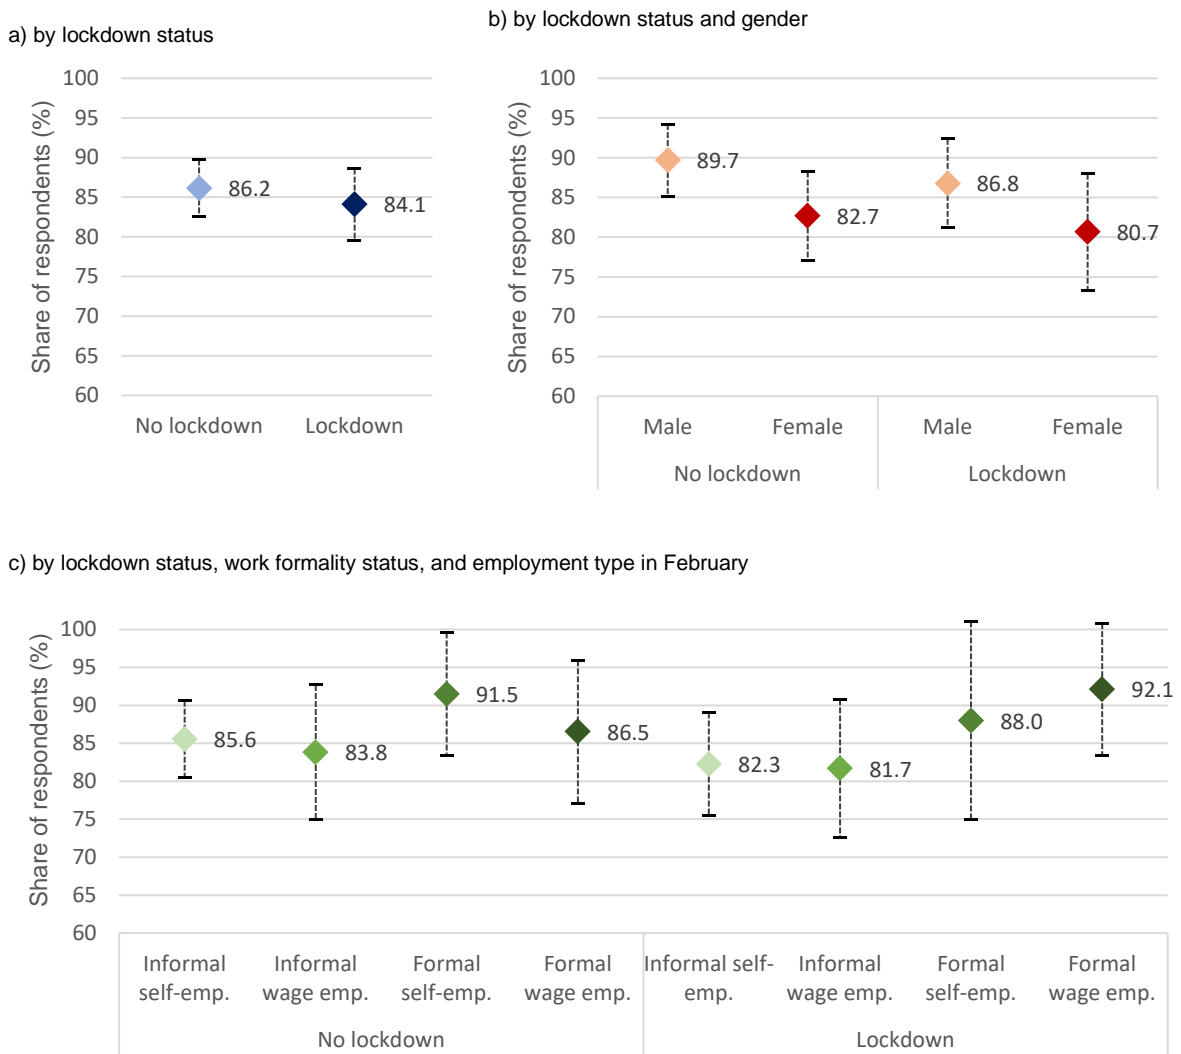 a) by lockdown status
Share of respondents (%)
100
95
90
85
80
75
70
65
60
86.2
84.1
No lockdown
Lockdown
b) by lockdown status and gender
Share of respondents (%)
100
95
90
85
80
75
70
65
60
89.7
82.7
86.8
80.7
Male
Female
Male
Female
No lockdown
Lockdown
c) by lockdown status, work formality status, and employment type in February
Share of respondents (%)
100
95
90
85
80
75
70
65
60
85.6
83.8
91.5
86.5
82.3
81.7
88.0
92.1
Informal
self-emp.
Informal
wage emp.
Formal
self-emp.
Formal
wage emp.
Informal self-
emp.
Informal
wage emp.
Formal
self-emp.
Formal
wage emp.
No lockdown
Lockdown